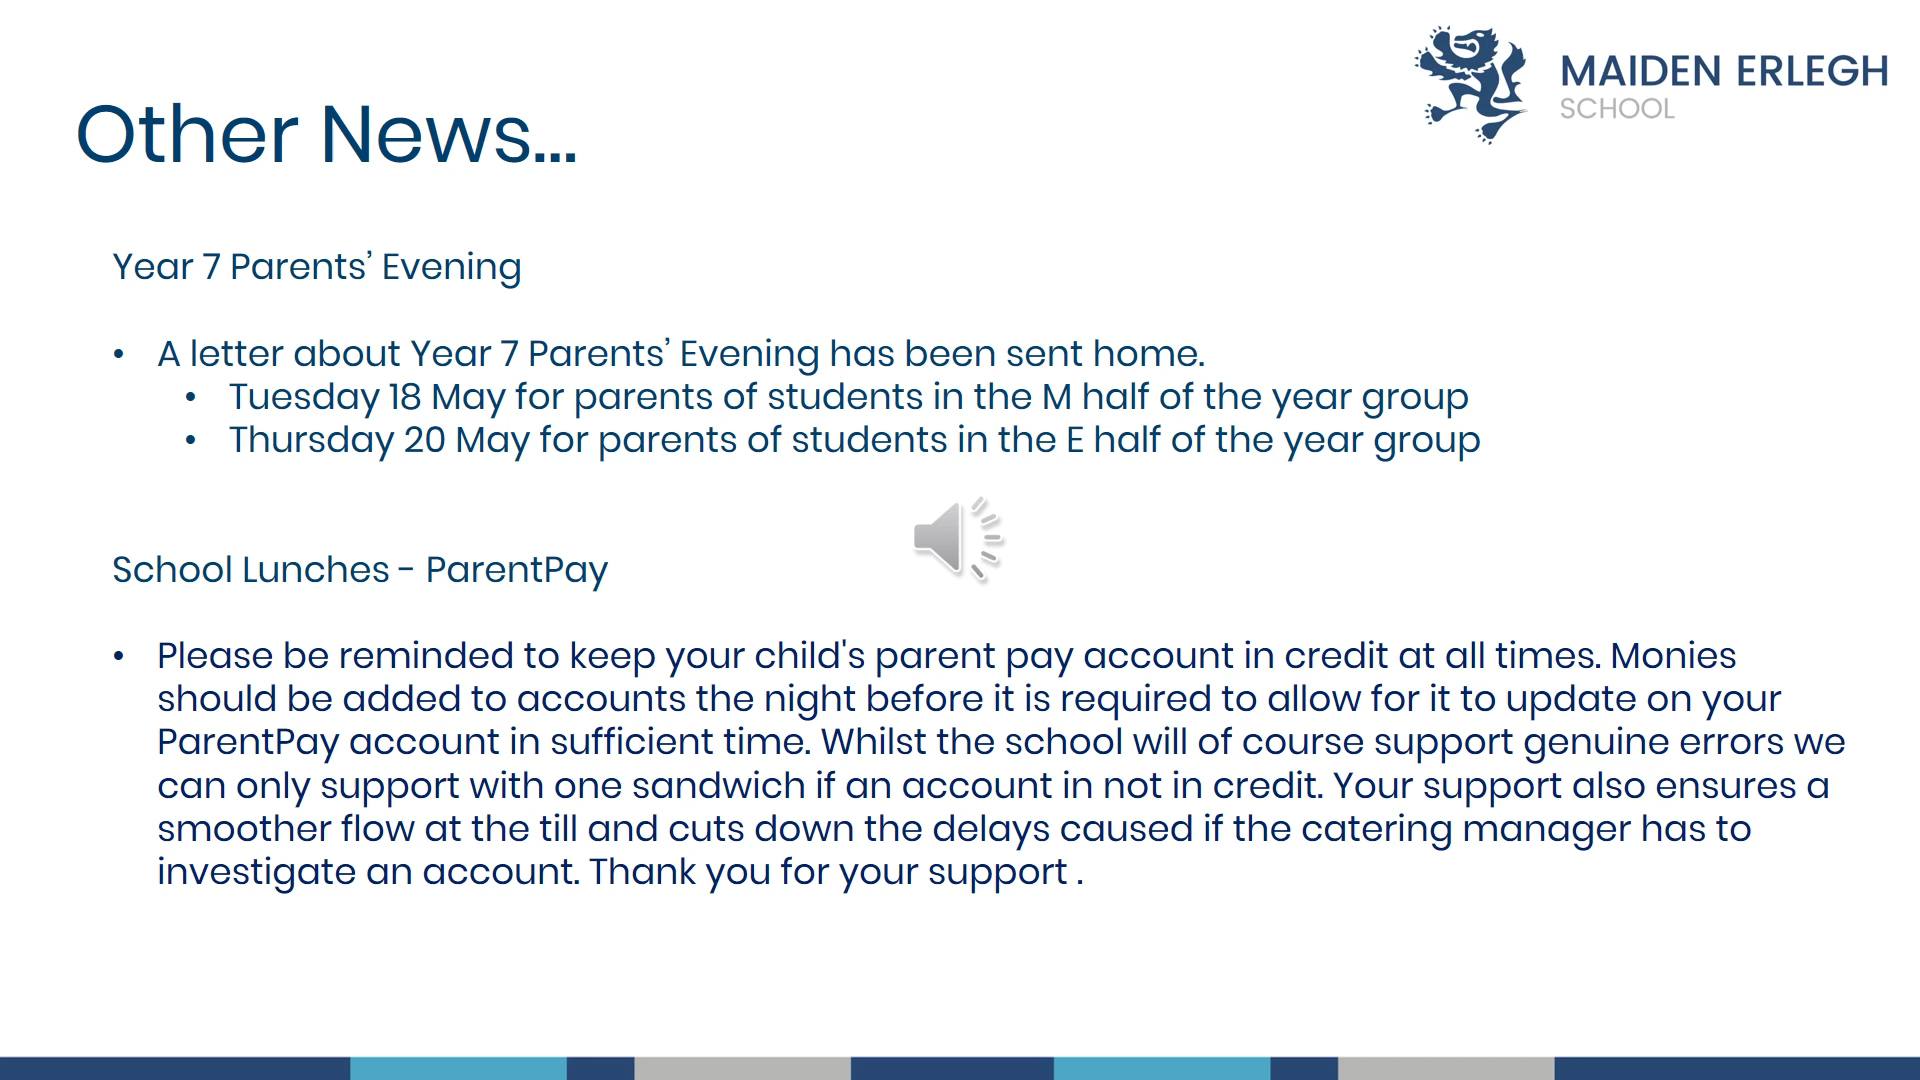 MAIDEN ERLEGH
SCHOOL
Other News...
Year 7 Parents’ Evening
• A letter about Year 7 Parents’ Evening has been sent home.
• Tuesday 18 May for parents of students in the M half of the year group
• Thursday 20 May for parents of students in the E half of the year group
School Lunches - ParentPay
• Please be reminded to keep your child's parent pay account in credit at all times. Monies
should be added to accounts the night before it is required to allow for it to update on your
ParentPay account in sufficient time. Whilst the school will of course support genuine errors we
can only support with one sandwich if an account in not in credit. Your support also ensures a
smoother flow at the till and cuts down the delays caused if the catering manager has to
investigate an account. Thank you for your support .